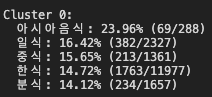 Cluster 0:
아시아음식: 23.96% (69/288)
일식: 16.42% (382/2327)
중식: 15.65% (213/1361)
한식: 14.72% (1763/11977)
분식: 14.12% (234/1657)